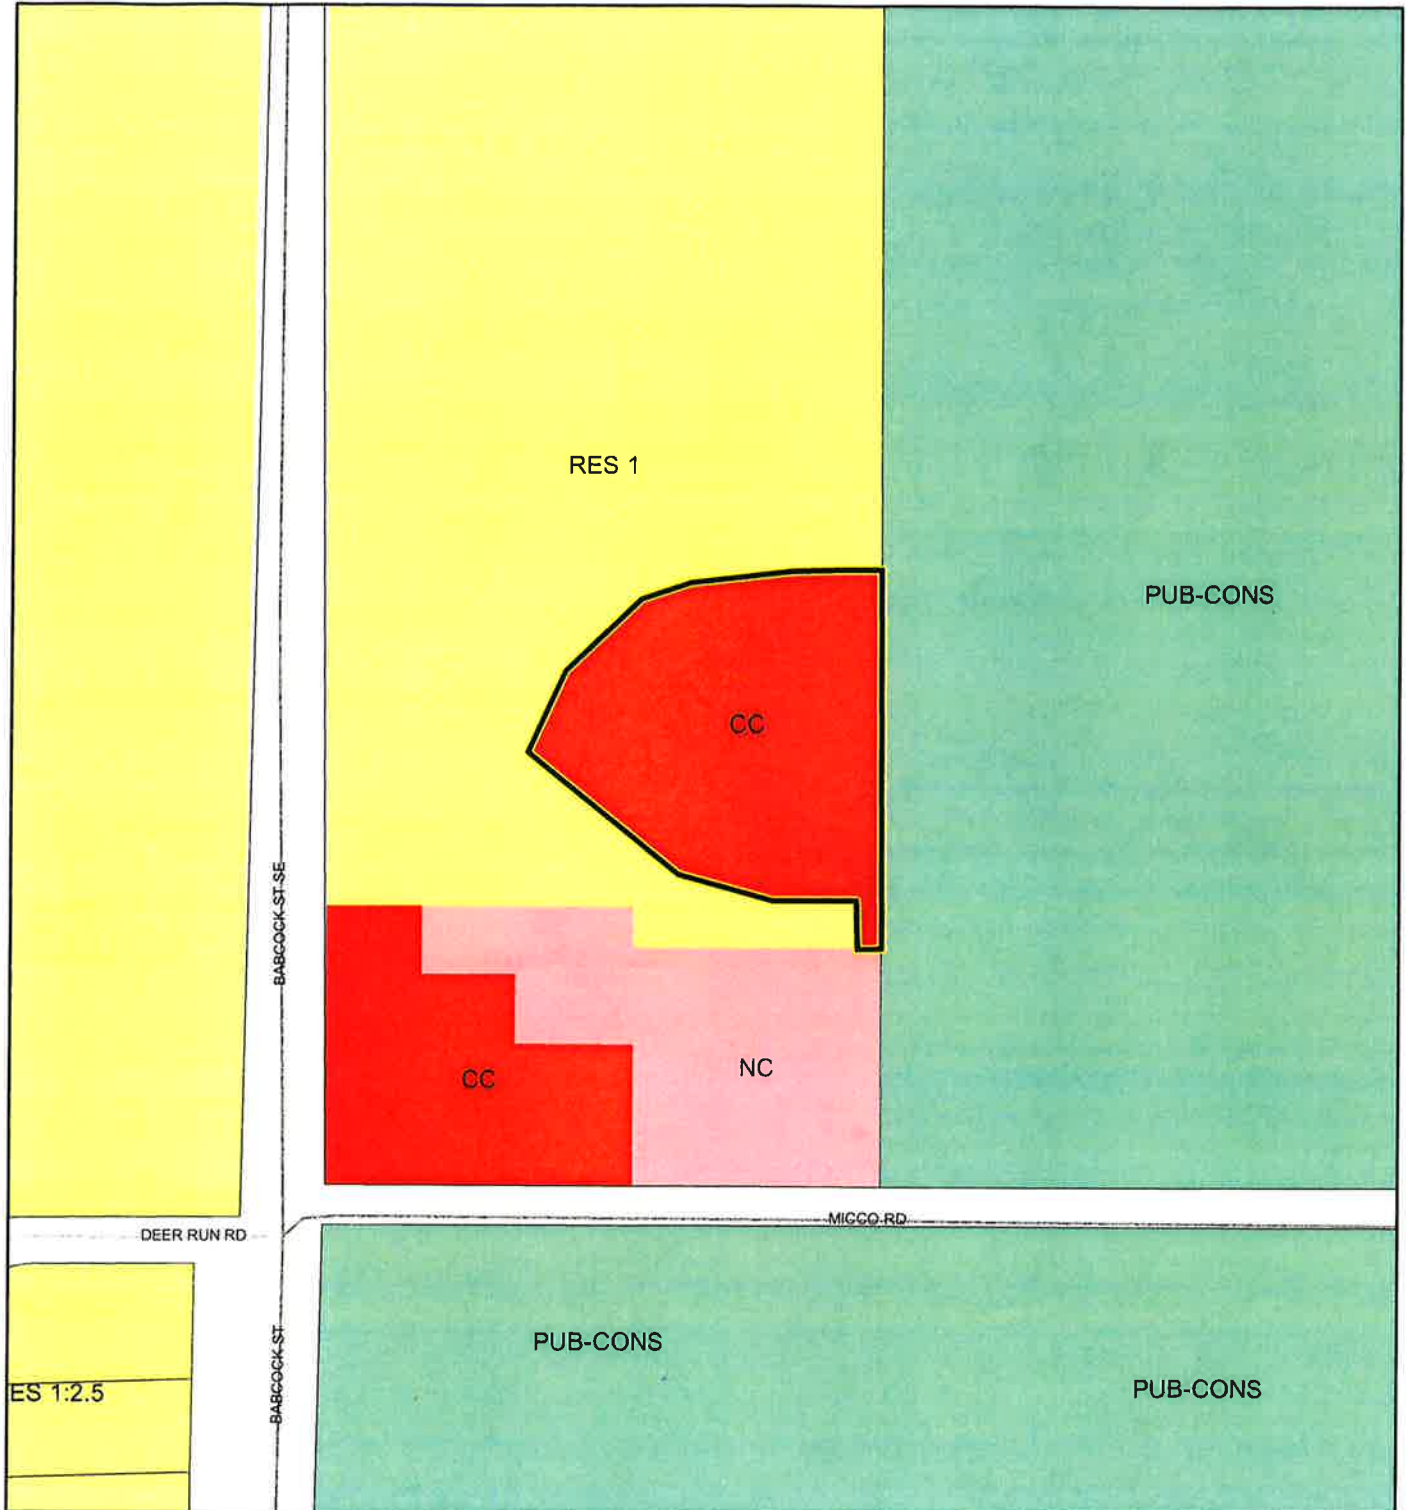 RES 1
PUB-CONS
CC
BABCOCK ST SE
CC
NC
MICCO RD
DEER RUN RD
PUB-CONS
BABCOCK ST
PUB-CONS
ES 1:2.5